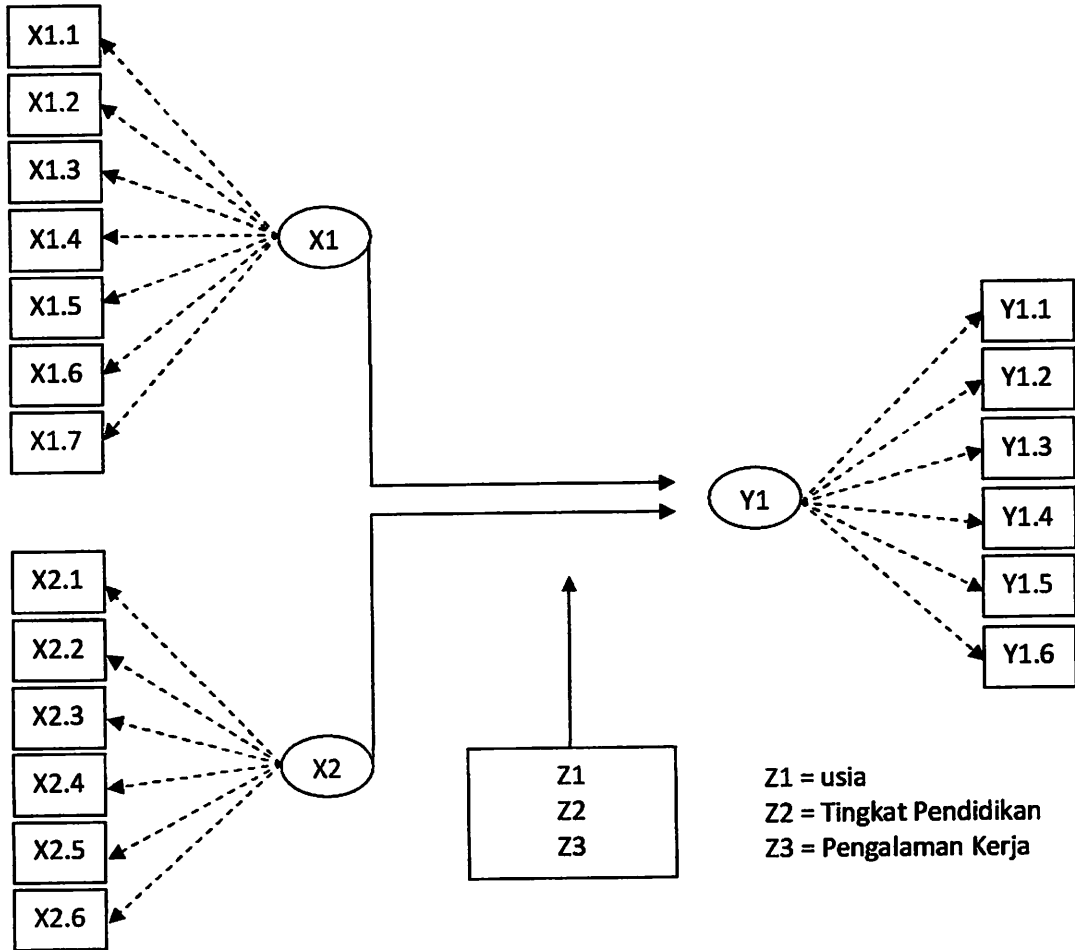 X1.1
X1.2
X1.3
X1.4
X1.5
X1.6
X1.7
X1
X2.1
X2.2
X2.3
X2.4
X2.5
X2.6
X2
Y1
Y1.1
Y1.2
Y1.3
Y1.4
Y1.5
Y1.6
Z1
Z2
Z3
Z1 = usia
Z2 = Tingkat Pendidikan
Z3 = Pengalaman Kerja